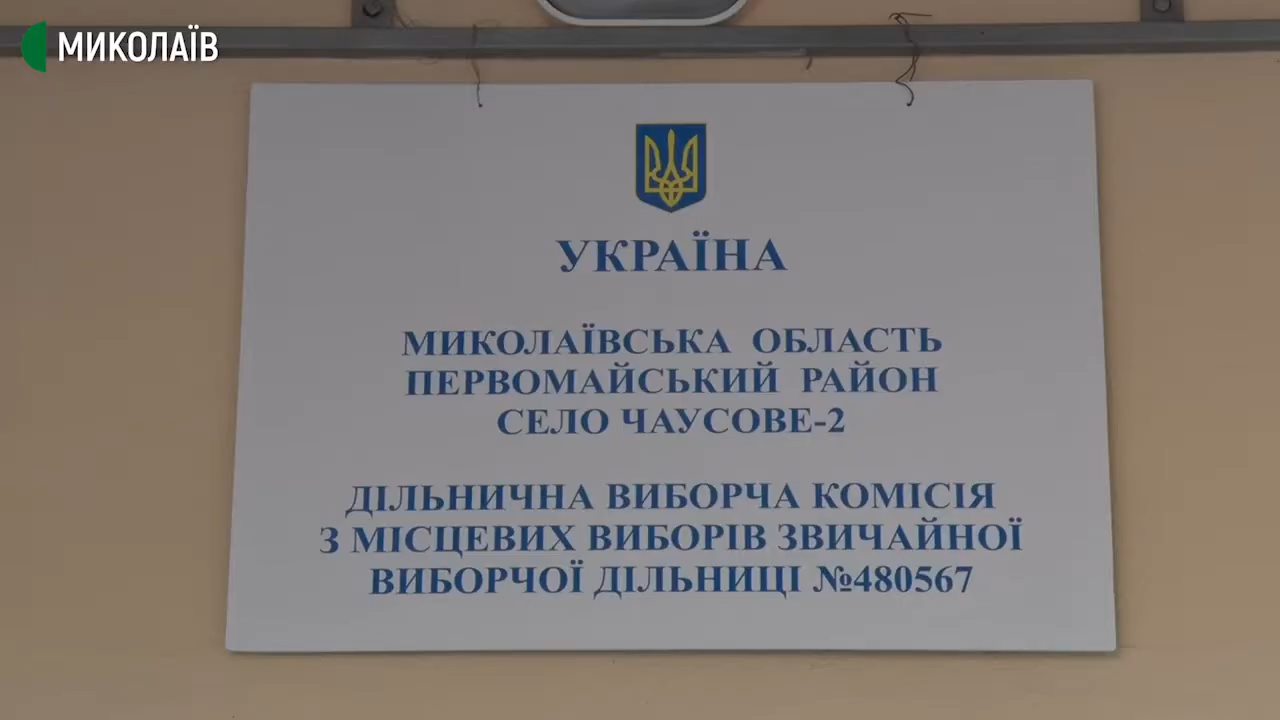 МИКОЛАЇВ
УКРАЇНА
МИКОЛАЇВСЬКА ОБЛАСТЬ
ПЕРВОМАЙСЬКИЙ РАЙОН
СЕЛО ЧАУСОВЕ-2
ДІЛЬНИЧНА ВИБОРЧА КОМІСІЯ
З МІСЦЕВИХ ВИБОРІВ ЗВИЧАЙНОЇ
ВИБОРЧОЇ ДІЛЬНИЦІ №480567